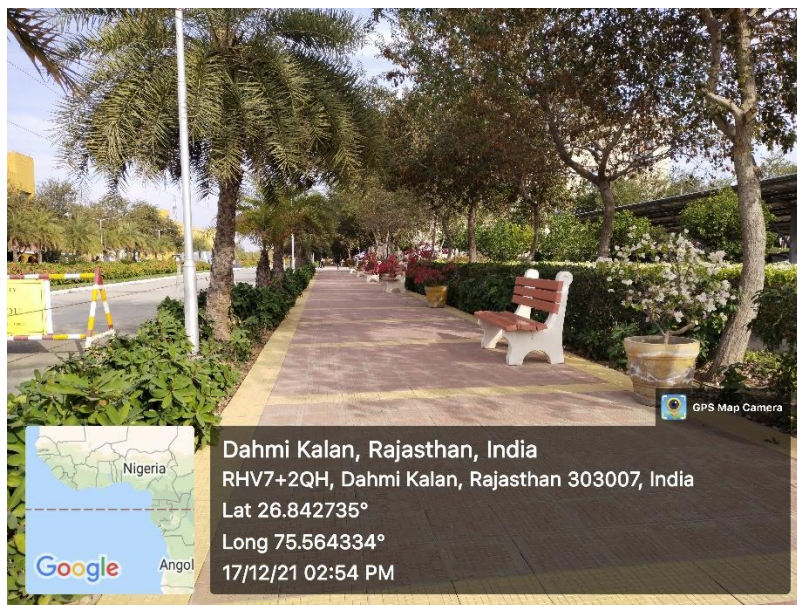 GPS Map Camera
Dahmi Kalan, Rajasthan, India
RHV7+2QH, Dahmi Kalan, Rajasthan 303007, India
Lat 26.842735°
Long 75.564334°
17/12/21 02:54 PM
Nigeria
Angol
Google